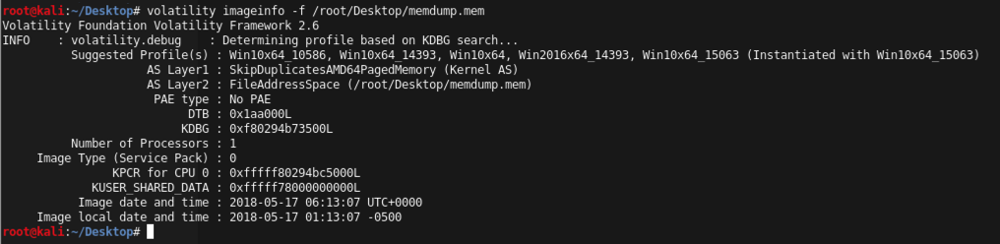 root@kali:~/Desktop# volatility imageinfo -f /root/Desktop/memdump.mem
Volatility Foundation Volatility Framework 2.6
INFO    : volatility.debug    : Determining profile based on KDBG search...
          Suggested Profile(s) : Win10x64_10586, Win10x64_14393, Win10x64, Win2016x64_14393, Win10x64_15063 (Instantiated with Win10x64_15063)
                     AS Layer1 : SkipDuplicatesAMD64PagedMemory (Kernel AS)
                     AS Layer2 : FileAddressSpace (/root/Desktop/memdump.mem)
                      PAE type : No PAE
                           DTB : 0x1aa000L
                          KDBG : 0xf80294b73500L
          Number of Processors : 1
     Image Type (Service Pack) : 0
                KPCR for CPU 0 : 0xfffff80294bc5000L
             KUSER_SHARED_DATA : 0xfffff78000000000L
           Image date and time : 2018-05-17 06:13:07 UTC+0000
     Image local date and time : 2018-05-17 01:13:07 -0500
root@kali:~/Desktop#